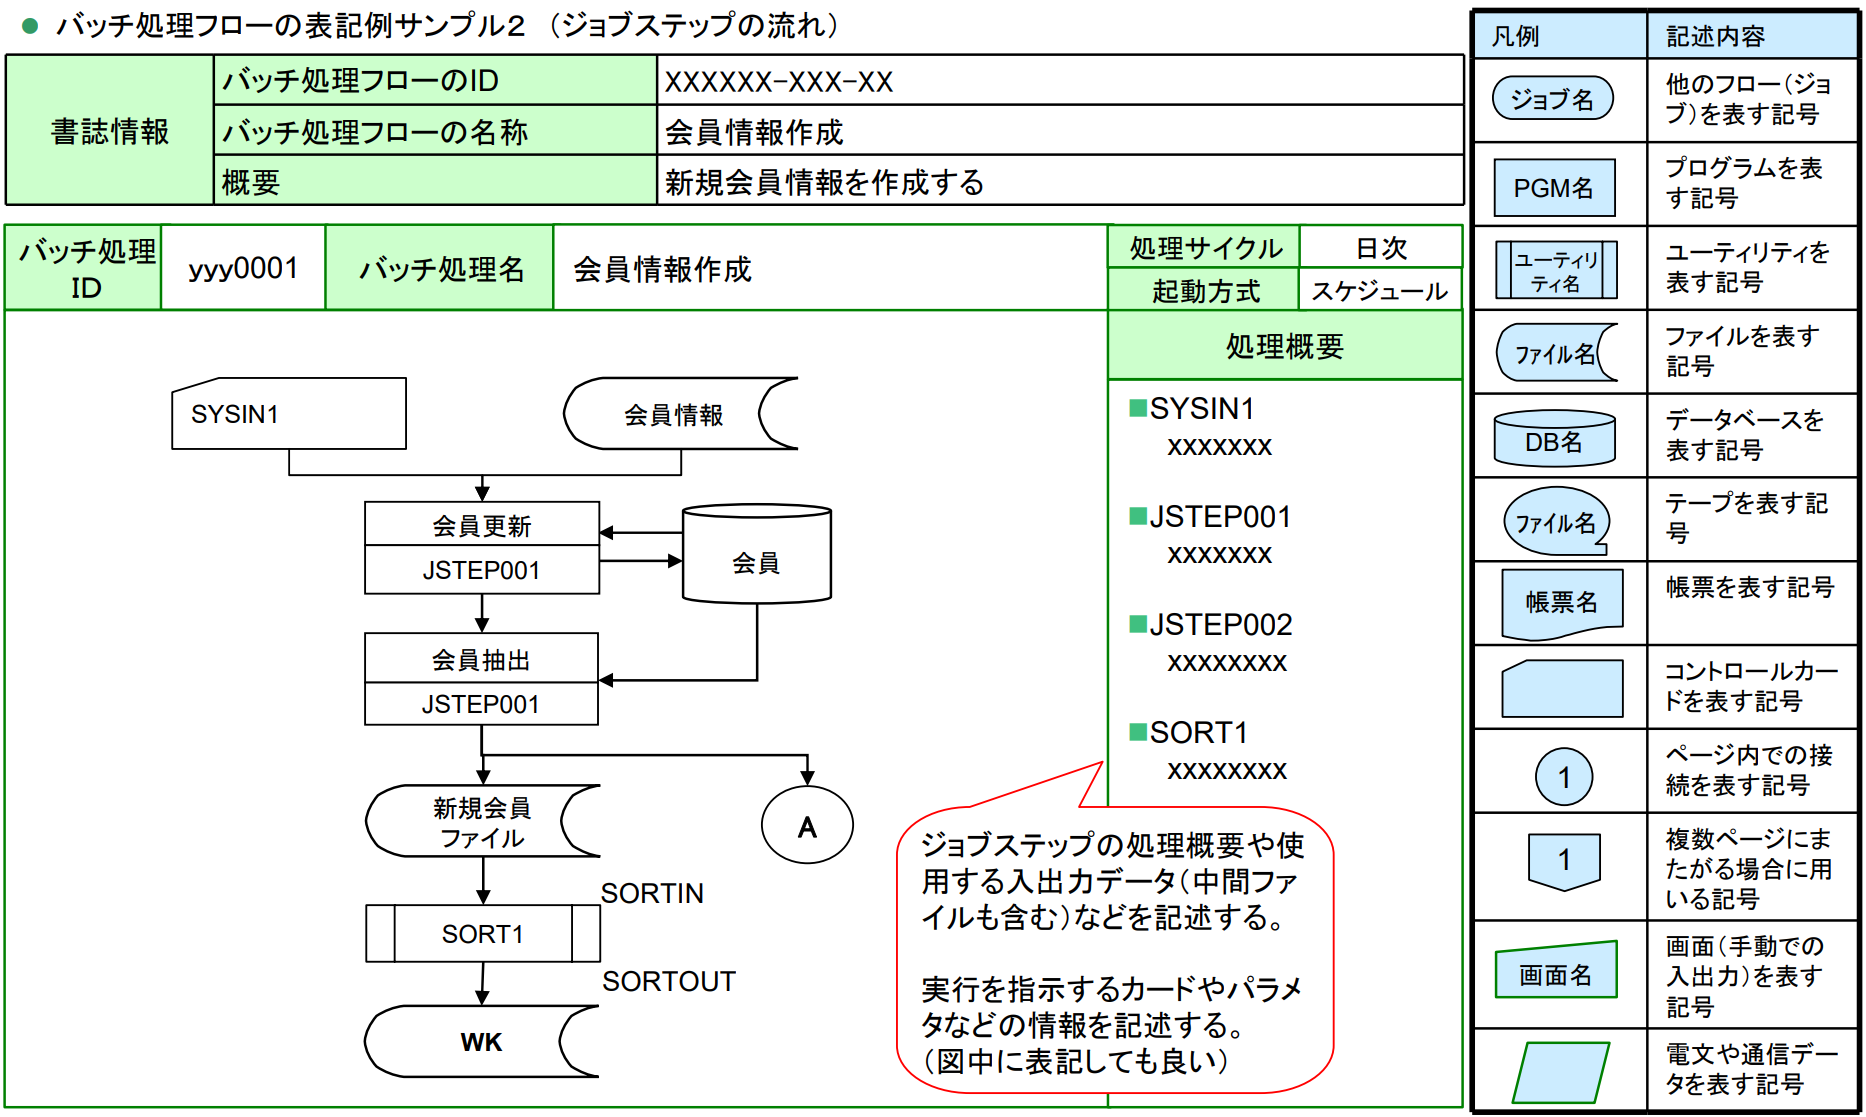 バッチ処理フローの表記例サンプル２　（ジョブステップの流れ）
書誌情報
バッチ処理フローのID
XXXXXX-XXX-XX
バッチ処理フローの名称
会員情報作成
概要
新規会員情報を作成する
バッチ処理
ID
yyy0001
バッチ処理名
会員情報作成
処理サイクル
日次
起動方式
スケジュール
処理概要
SYSIN1
会員情報
会員更新
JSTEP001
会員
会員抽出
JSTEP001
新規会員
ファイル
A
SORTIN
SORT1
SORTOUT
WK
■SYSIN1
xxxxxxx
■JSTEP001
xxxxxxx
■JSTEP002
xxxxxxxx
■SORT1
xxxxxxxx
ジョブステップの処理概要や使
用する入出力データ（中間ファ
イルも含む）などを記述する。
実行を指示するカードやパラメ
タなどの情報を記述する。
（図中に表記しても良い）
凡例
記述内容
ジョブ名
他のフロー（ジョ
ブ）を表す記号
PGM名
プログラムを表
す記号
ユーティリ
ティ名
ユーティリティを
表す記号
ファイル名
ファイルを表す
記号
DB名
データベースを
表す記号
ファイル名
テープを表す記
号
帳票名
帳票を表す記号
コントロールカー
ドを表す記号
1
ページ内での接
続を表す記号
1
複数ページにま
たがる場合に用
いる記号
画面名
画面（手動での
入出力）を表す
記号
電文や通信デー
タを表す記号